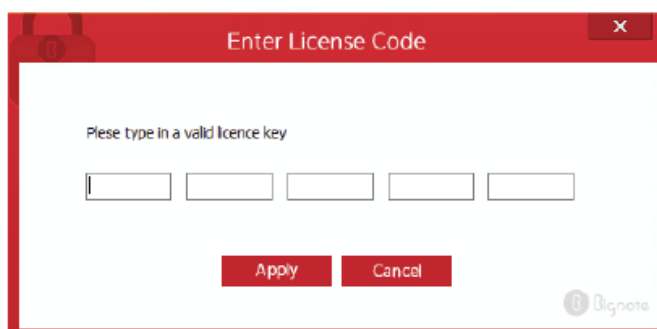 Enter License Code
X
Plese type in a valid licence key
Apply Cancel
Bignote